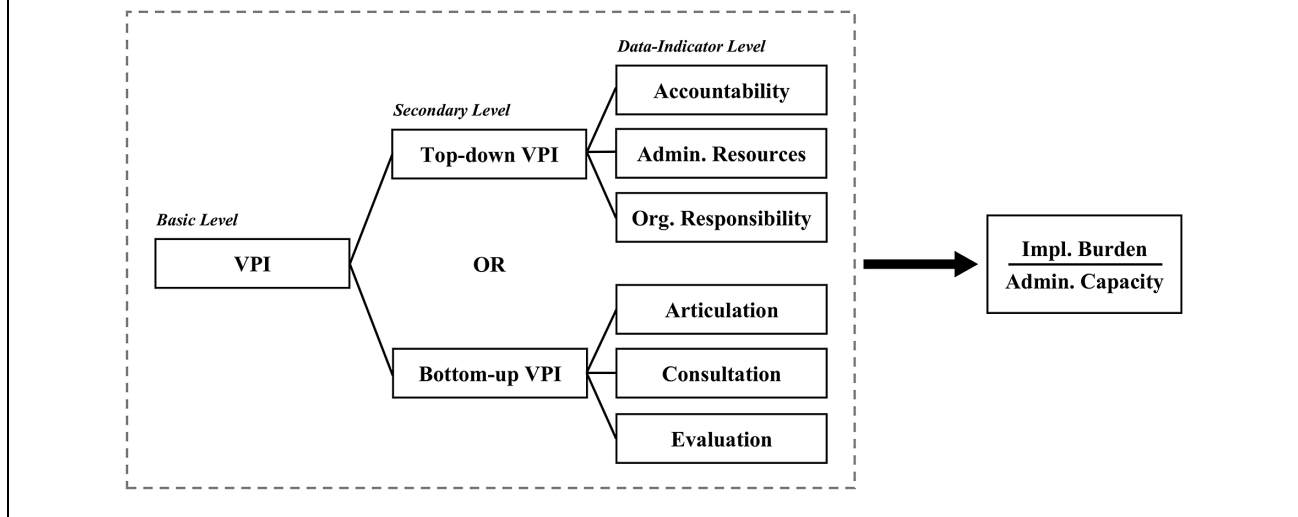 Data-Indicator Level
Accountability
Secondary Level
Top-down VPI
Admin. Resources
Org. Responsibility
Basic Level
VPI
OR
Impl. Burden
Admin. Capacity
Articulation
Bottom-up VPI
Consultation
Evaluation